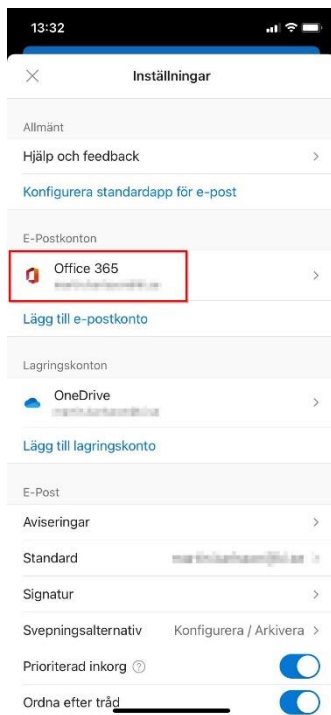 13:32
Inställningar
Allmänt
Hjälp och feedback
Konfigurera standardapp för e-post
E-Postkonton
Office 365
Lägg till e-postkonto
Lagringskonton
OneDrive
Lägg till lagringskonto
E-Post
Aviseringar
Standard
Signatur
Svepningsalternativ Konfigurera / Arkivera
Prioriterad inkorg ?
Ordna efter tråd